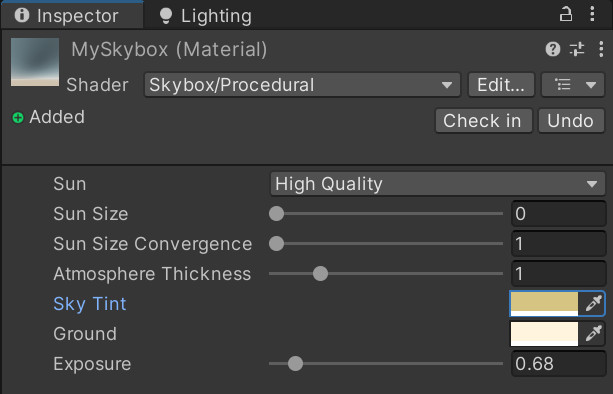 Inspector
Lighting
MySkybox (Material)
Shader Skybox/Procedural Edit...
Added Check in Undo
Sun High Quality
Sun Size 0
Sun Size Convergence 1
Atmosphere Thickness 1
Sky Tint
Ground
Exposure 0.68